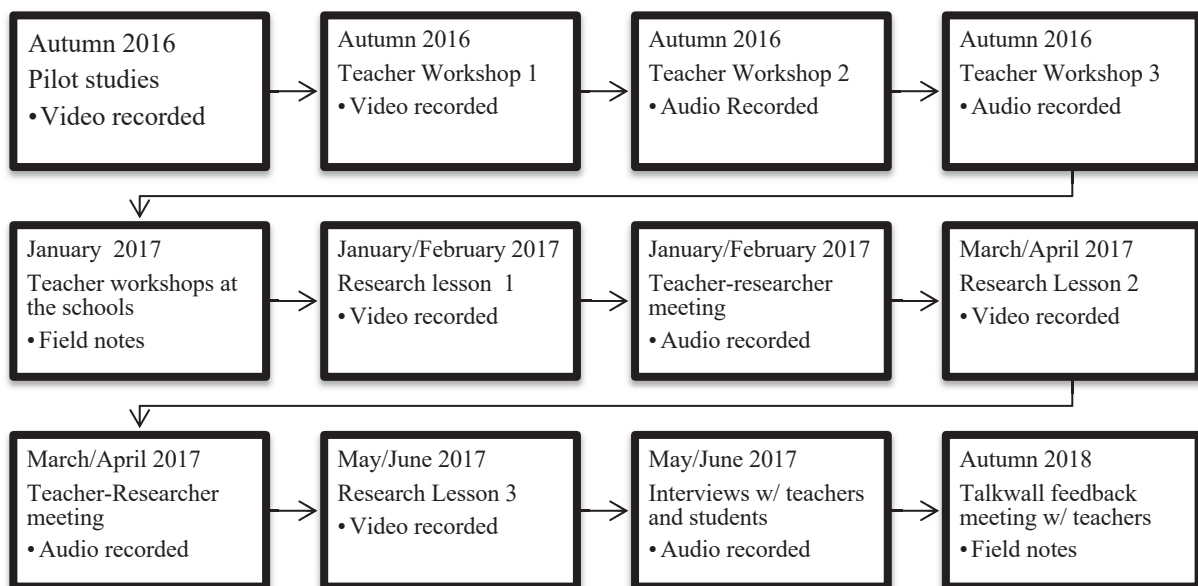 Autumn 2016
Pilot studies
• Video recorded
Autumn 2016
Teacher Workshop 1
• Video recorded
Autumn 2016
Teacher Workshop 2
• Audio Recorded
Autumn 2016
Teacher Workshop 3
• Audio recorded
January 2017
Teacher workshops at
the schools
• Field notes
January/February 2017
Research lesson 1
• Video recorded
January/February 2017
Teacher-researcher
meeting
• Audio recorded
March/April 2017
Research Lesson 2
• Video recorded
March/April 2017
Teacher-Researcher
meeting
• Audio recorded
May/June 2017
Research Lesson 3
• Video recorded
May/June 2017
Interviews w/ teachers
and students
• Audio recorded
Autumn 2018
Talkwall feedback
meeting w/ teachers
• Field notes